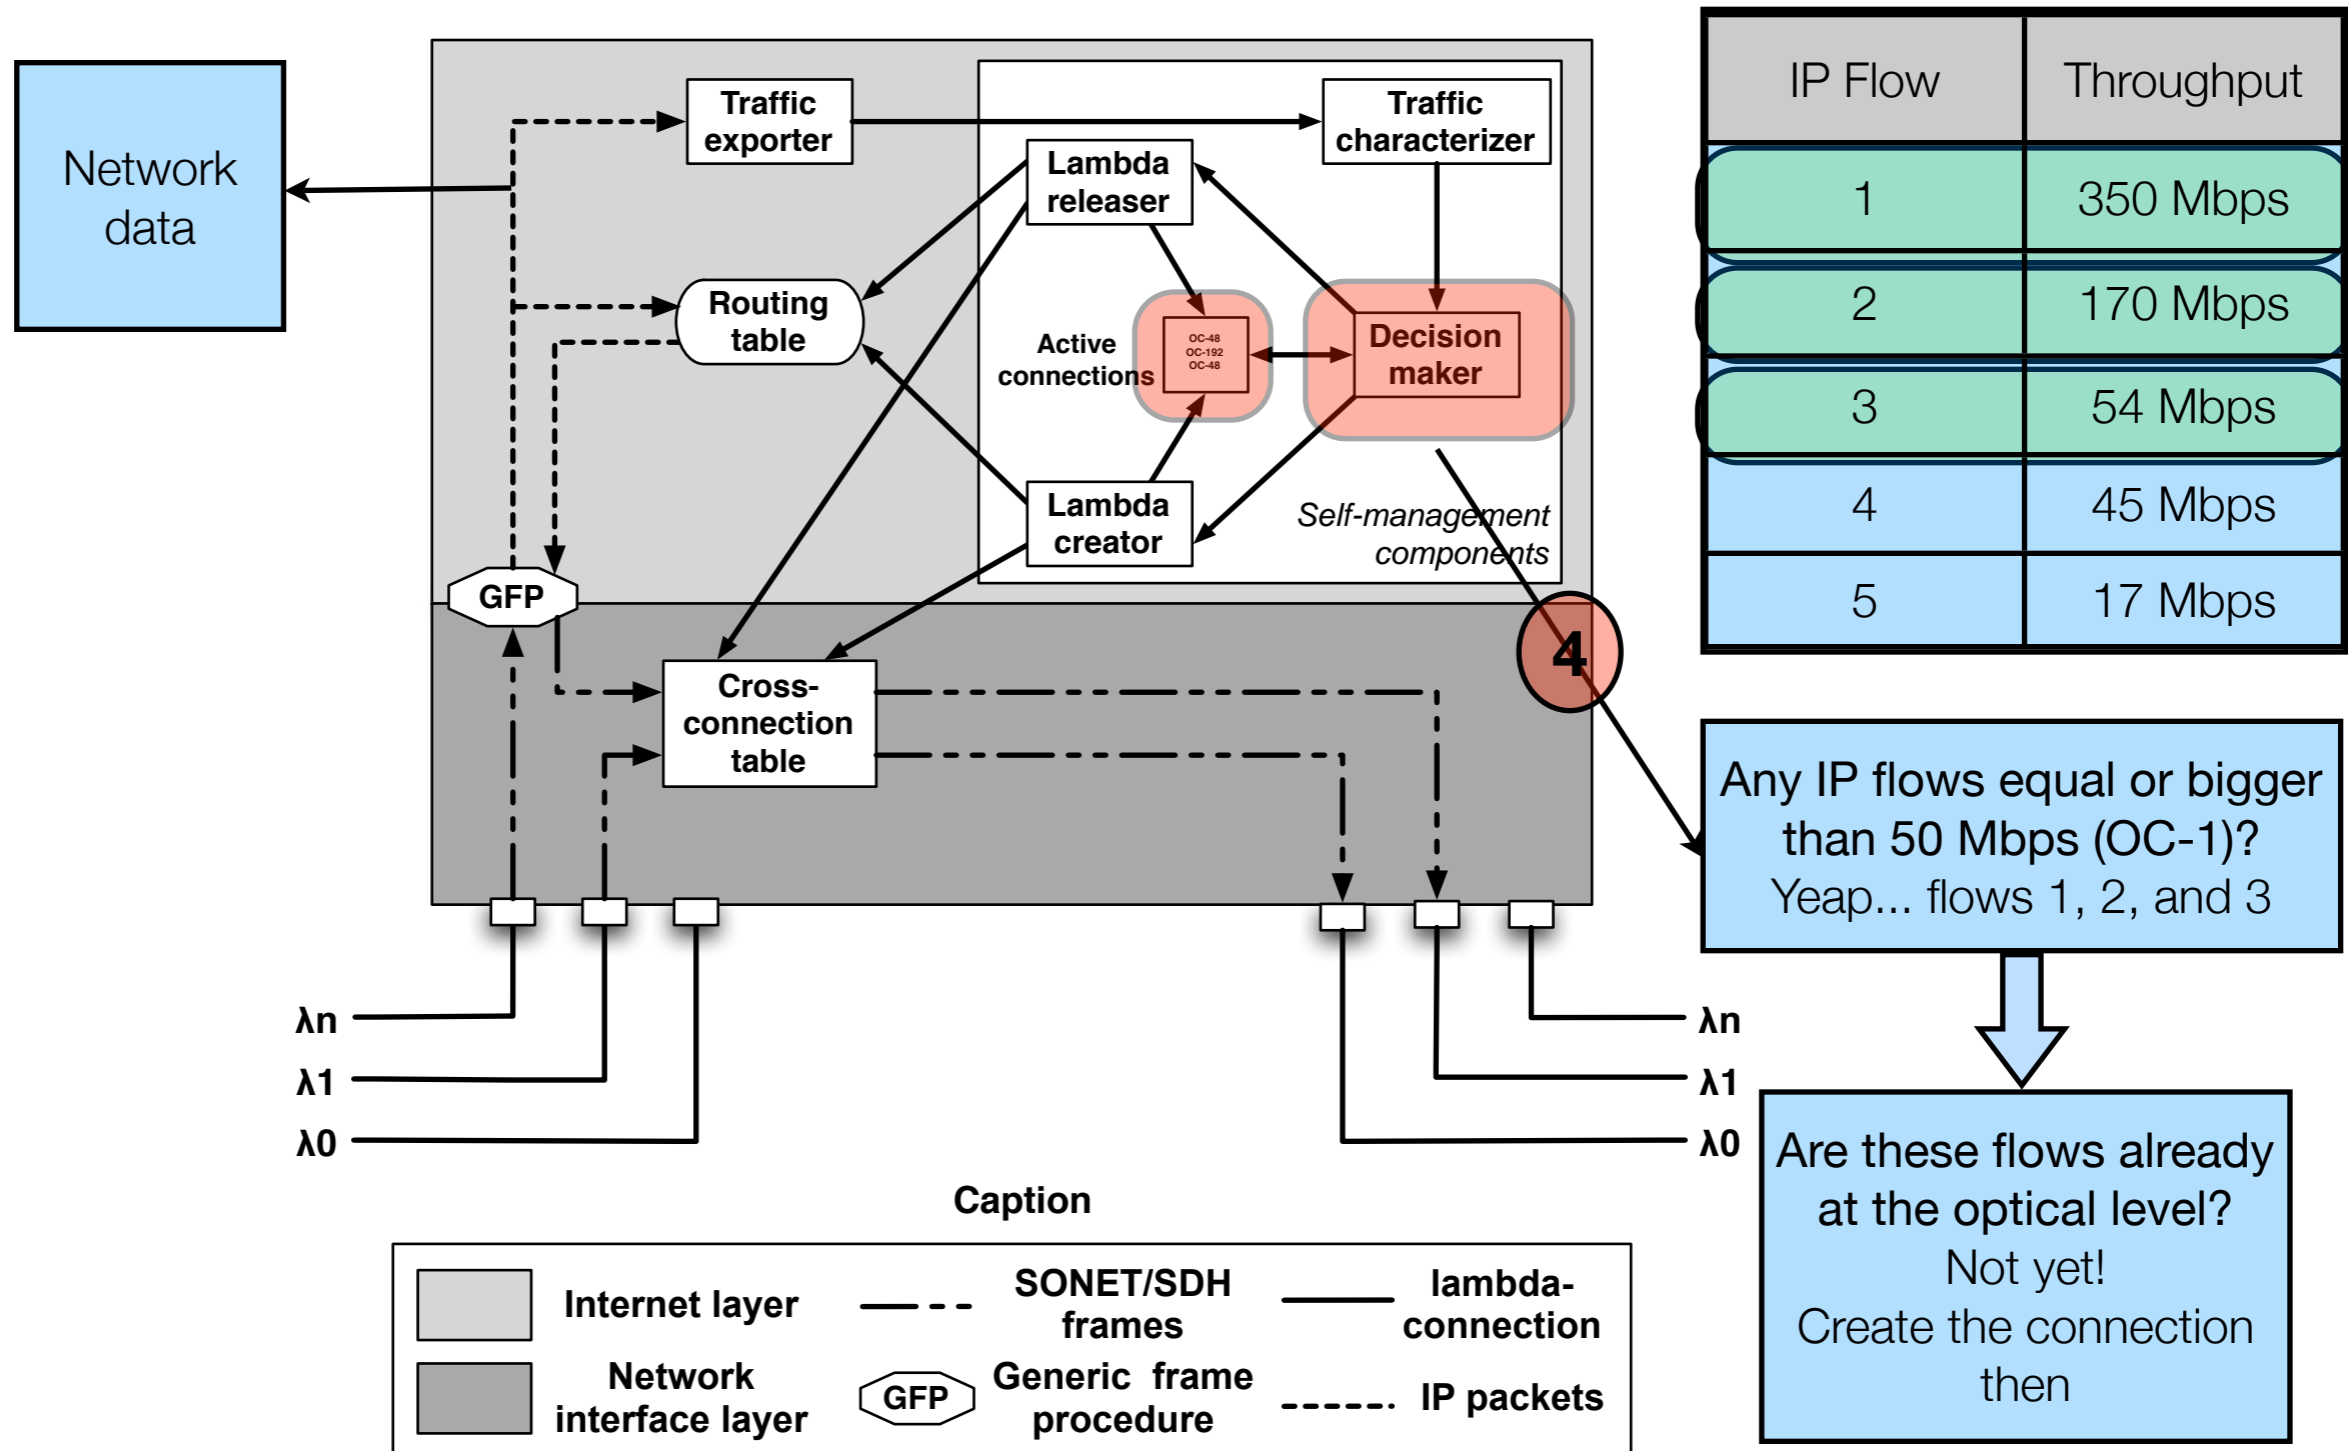 Network
data
Traffic
exporter
Traffic
characterizer
Lambda
releaser
Routing
table
Active
connections
OC-48
OC-192
OC-48
Decision
maker
Lambda
creator
Self-management
components
GFP
Cross-
connection
table
4
λn
λ1
λ0
λn
λ1
λ0
IP Flow Throughput
1 350 Mbps
2 170 Mbps
3 54 Mbps
4 45 Mbps
5 17 Mbps
Any IP flows equal or bigger
than 50 Mbps (OC-1)?
Yeap... flows 1, 2, and 3
Are these flows already
at the optical level?
Not yet!
Create the connection
then
Caption
Internet layer
SONET/SDH
frames
lambda-
connection
Network
interface layer
GFP
Generic frame
procedure
IP packets